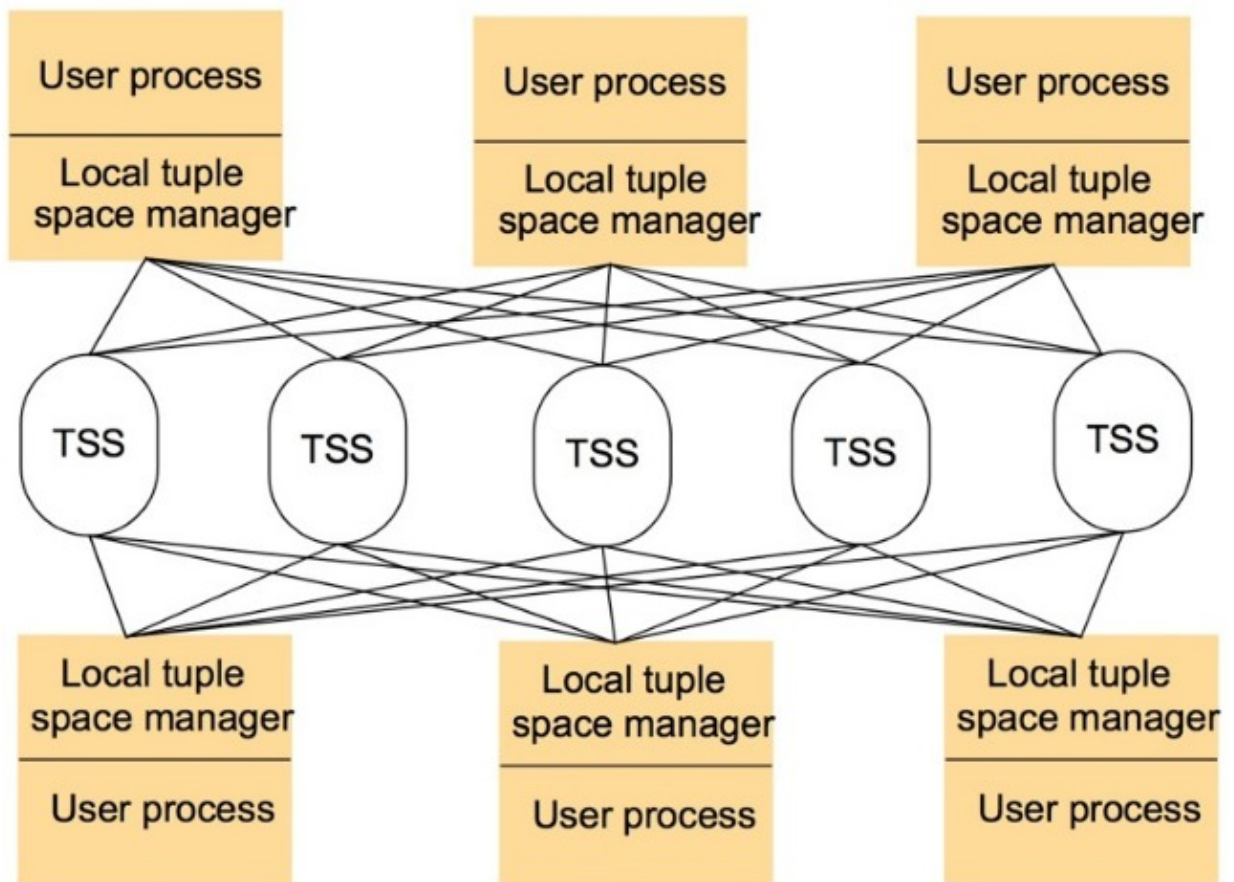 User process
User process
User process
Local tuple
space manager
Local tuple
space manager
Local tuple
space manager
TSS
TSS
TSS
TSS
TSS
Local tuple
space manager
Local tuple
space manager
Local tuple
space manager
User process
User process
User process